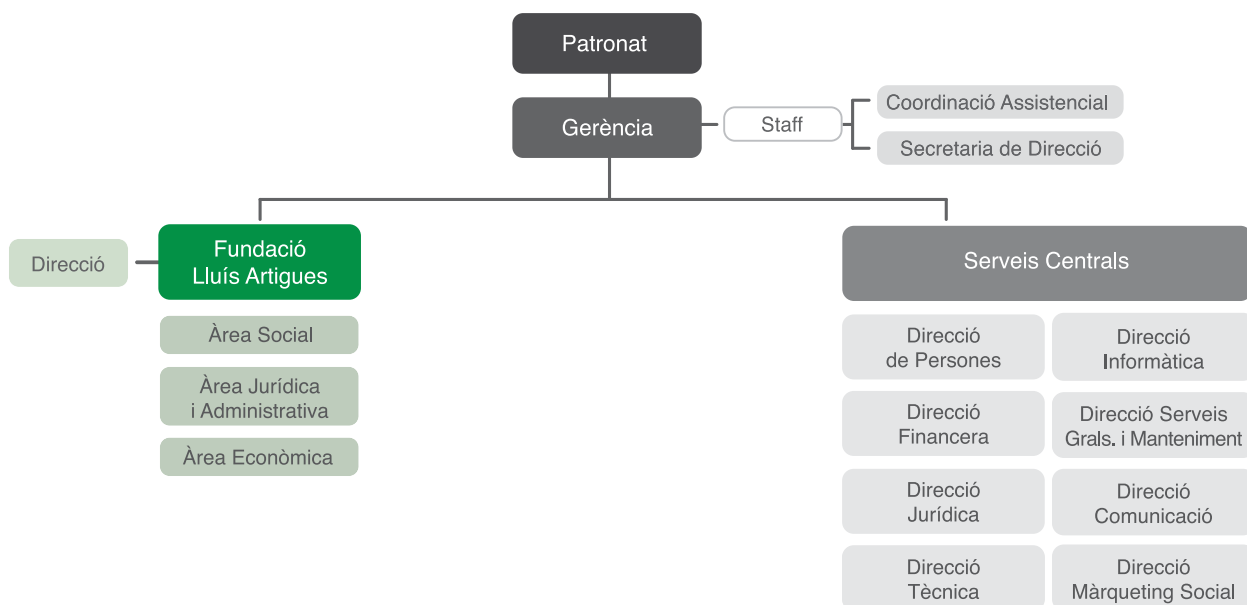 Patronat
Gerència
Staff
Coordinació Assistencial
Secretaria de Direcció
Direcció
Fundació
Lluís Artigues
Àrea Social
Àrea Jurídica
i Administrativa
Àrea Econòmica
Serveis Centrals
Direcció
de Persones
Direcció
Informàtica
Direcció
Financera
Direcció Serveis
Grals. i Manteniment
Direcció
Jurídica
Direcció
Comunicació
Direcció
Tècnica
Direcció
Màrqueting Social